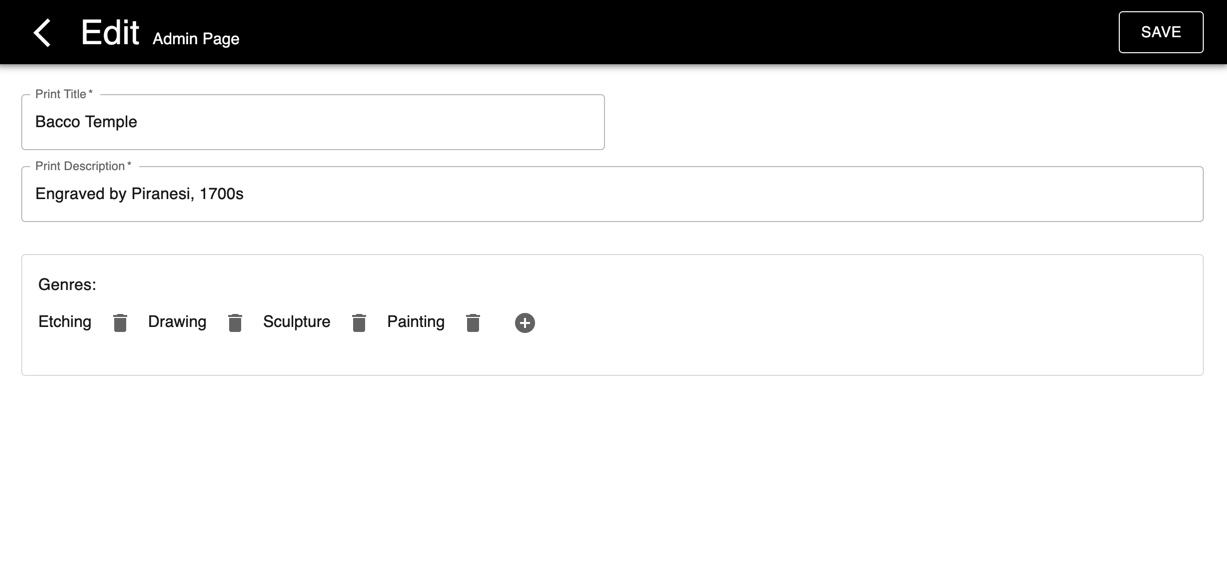 Edit Admin Page SAVE
Print Title *
Bacco Temple
Print Description *
Engraved by Piranesi, 1700s
Genres:
Etching Drawing Sculpture Painting